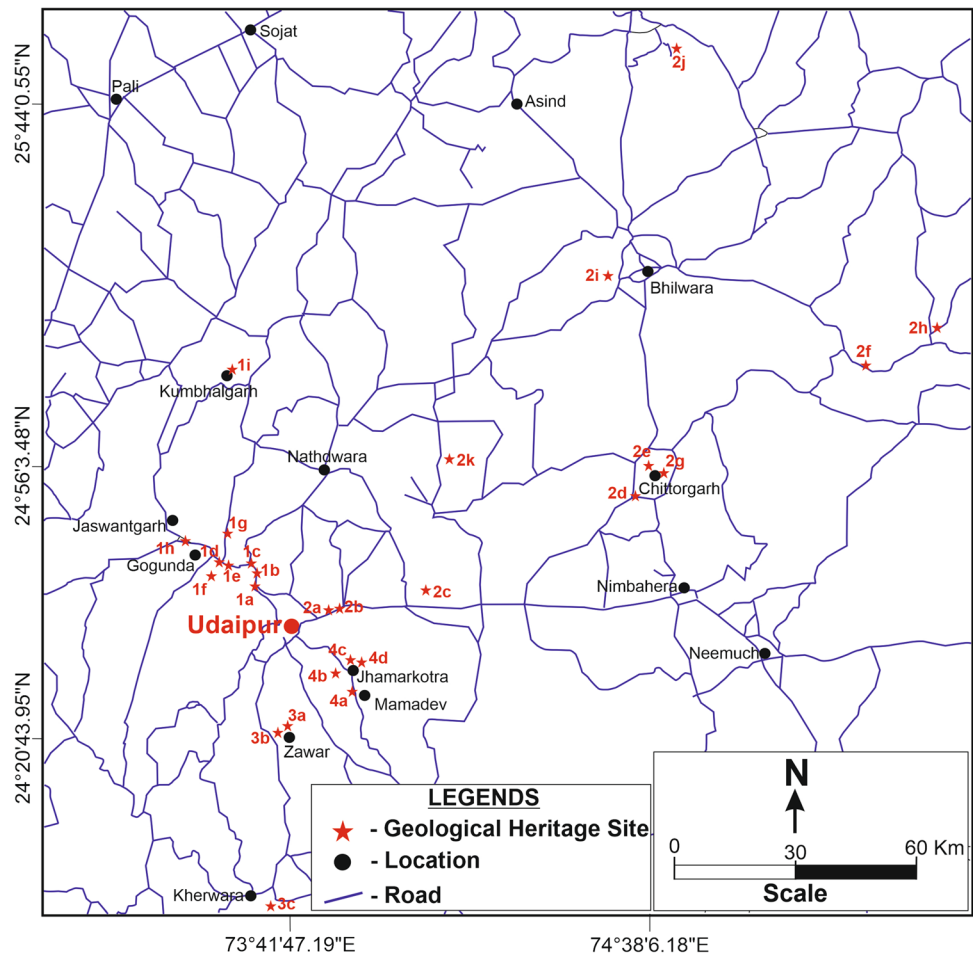 Sojat
2j
Pali
Asind
25°44'0.55"N
2i
Bhilwara
2h
2f
1i
Kumbhalgarh
24°56'3.48"N
Nathdwara
2k
2e
2g
Chittorgarh
2d
Jaswantgarh
1g
1h
1d
1c
Gogunda
1b
1e
1f
1a
Nimbahera
2c
2a
2b
Udaipur
4c
4d
Neemuch
4b
Jhamarkotra
4a
Mamadev
24°20'43.95"N
3a
3b
Zawar
LEGENDS
- Geological Heritage Site
- Location
- Road
N
0 30 60 Km
Scale
Kherwara
3c
73°41'47.19"E
74°38'6.18"E